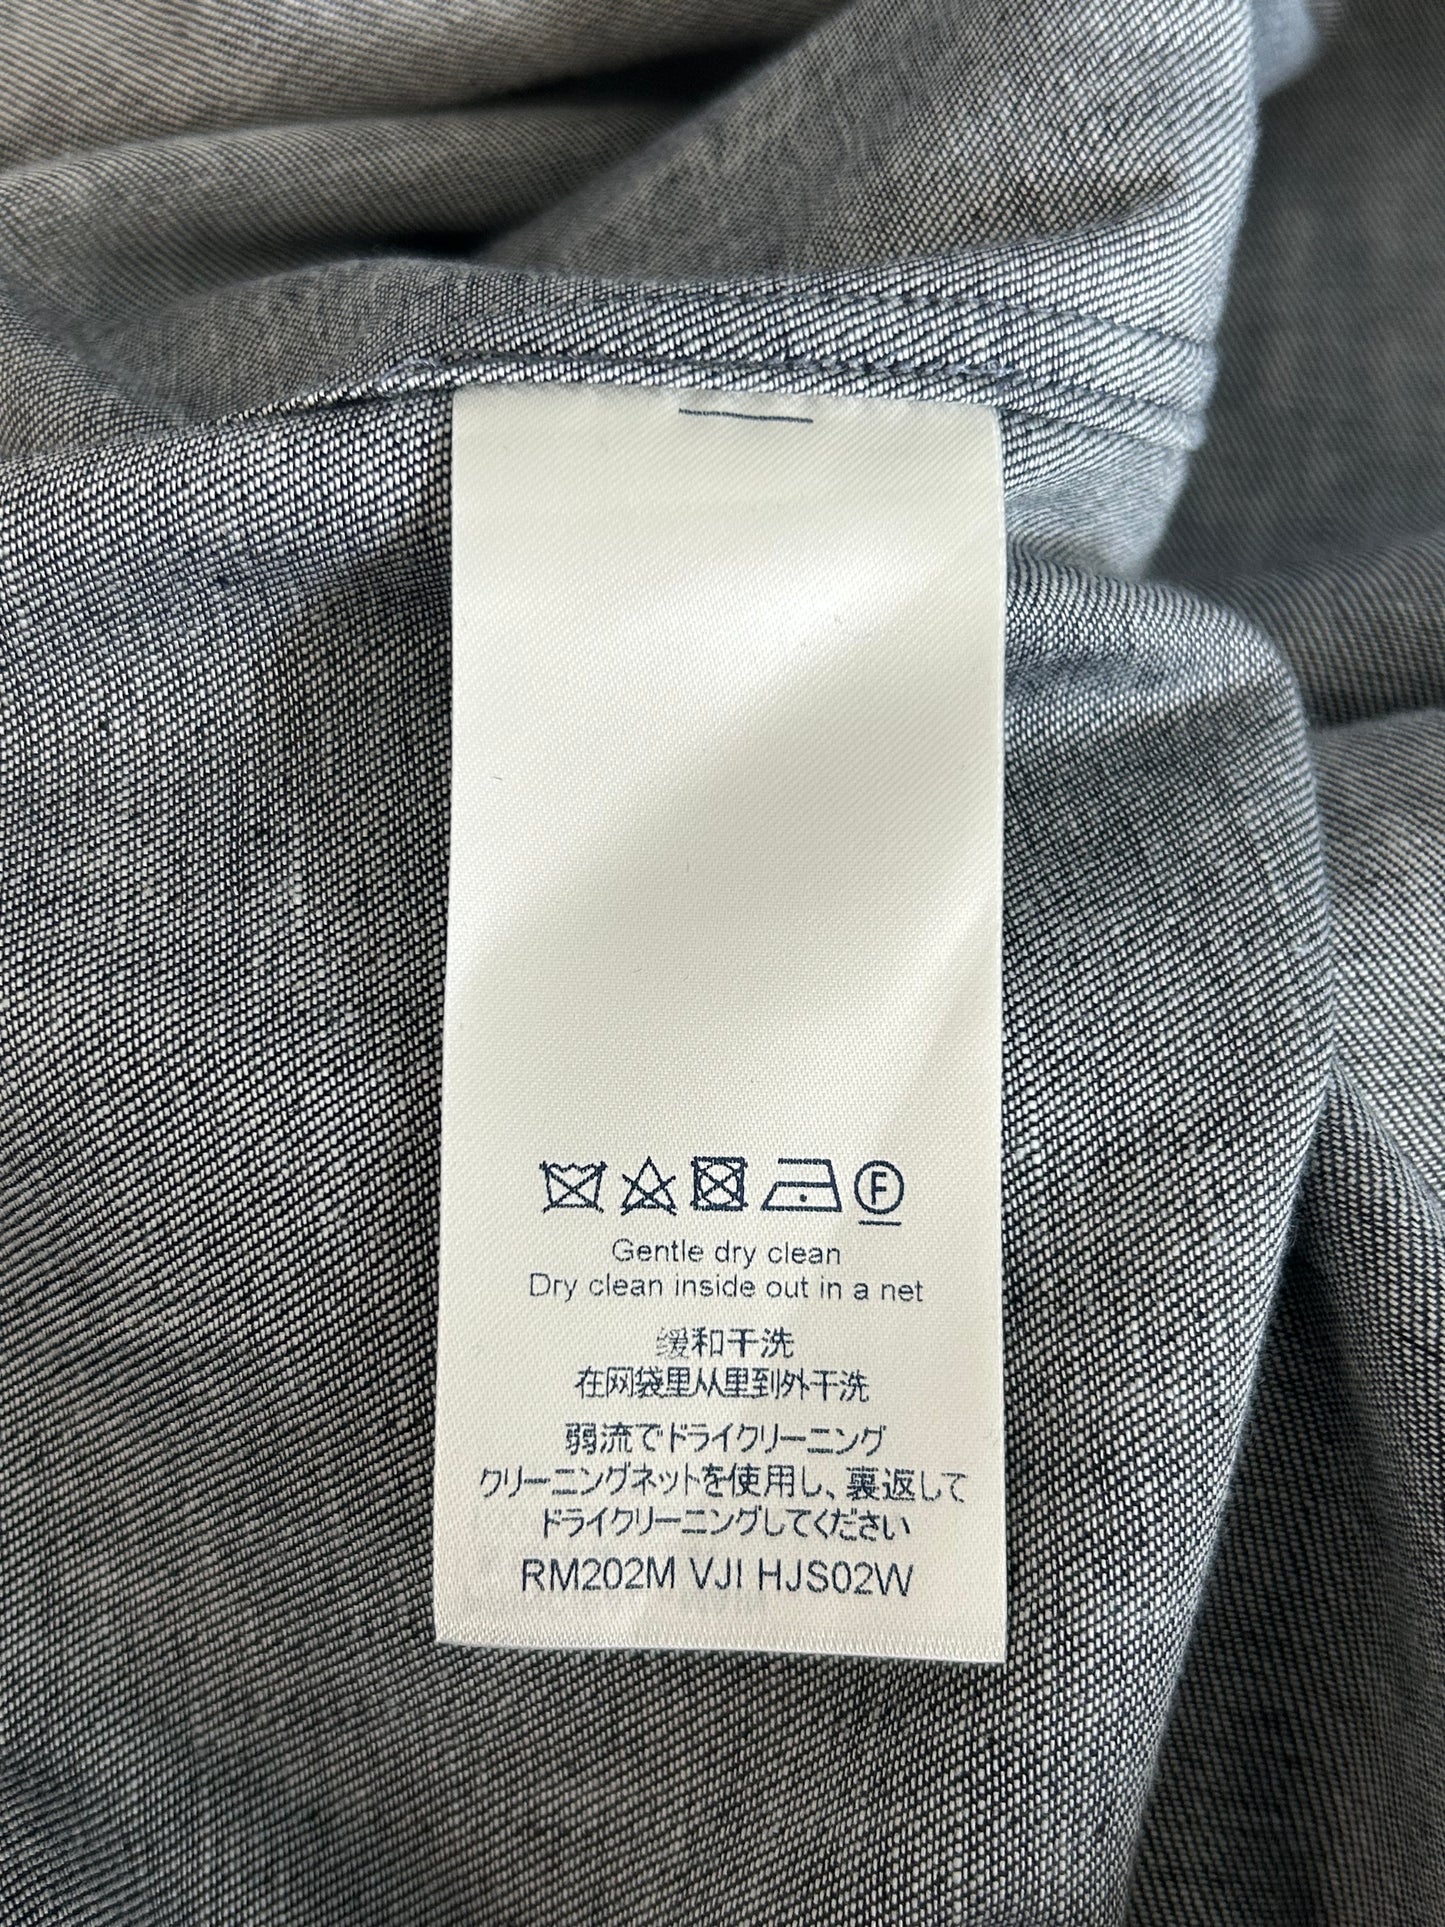 F
Gentle dry clean
Dry clean inside out in a net
缓和干洗
在网袋里从里到外干洗
弱流でドライクリーニング
クリーニングネットを使用し、裏返して
ドライクリーニングしてください
RM202M VJI HJS02W